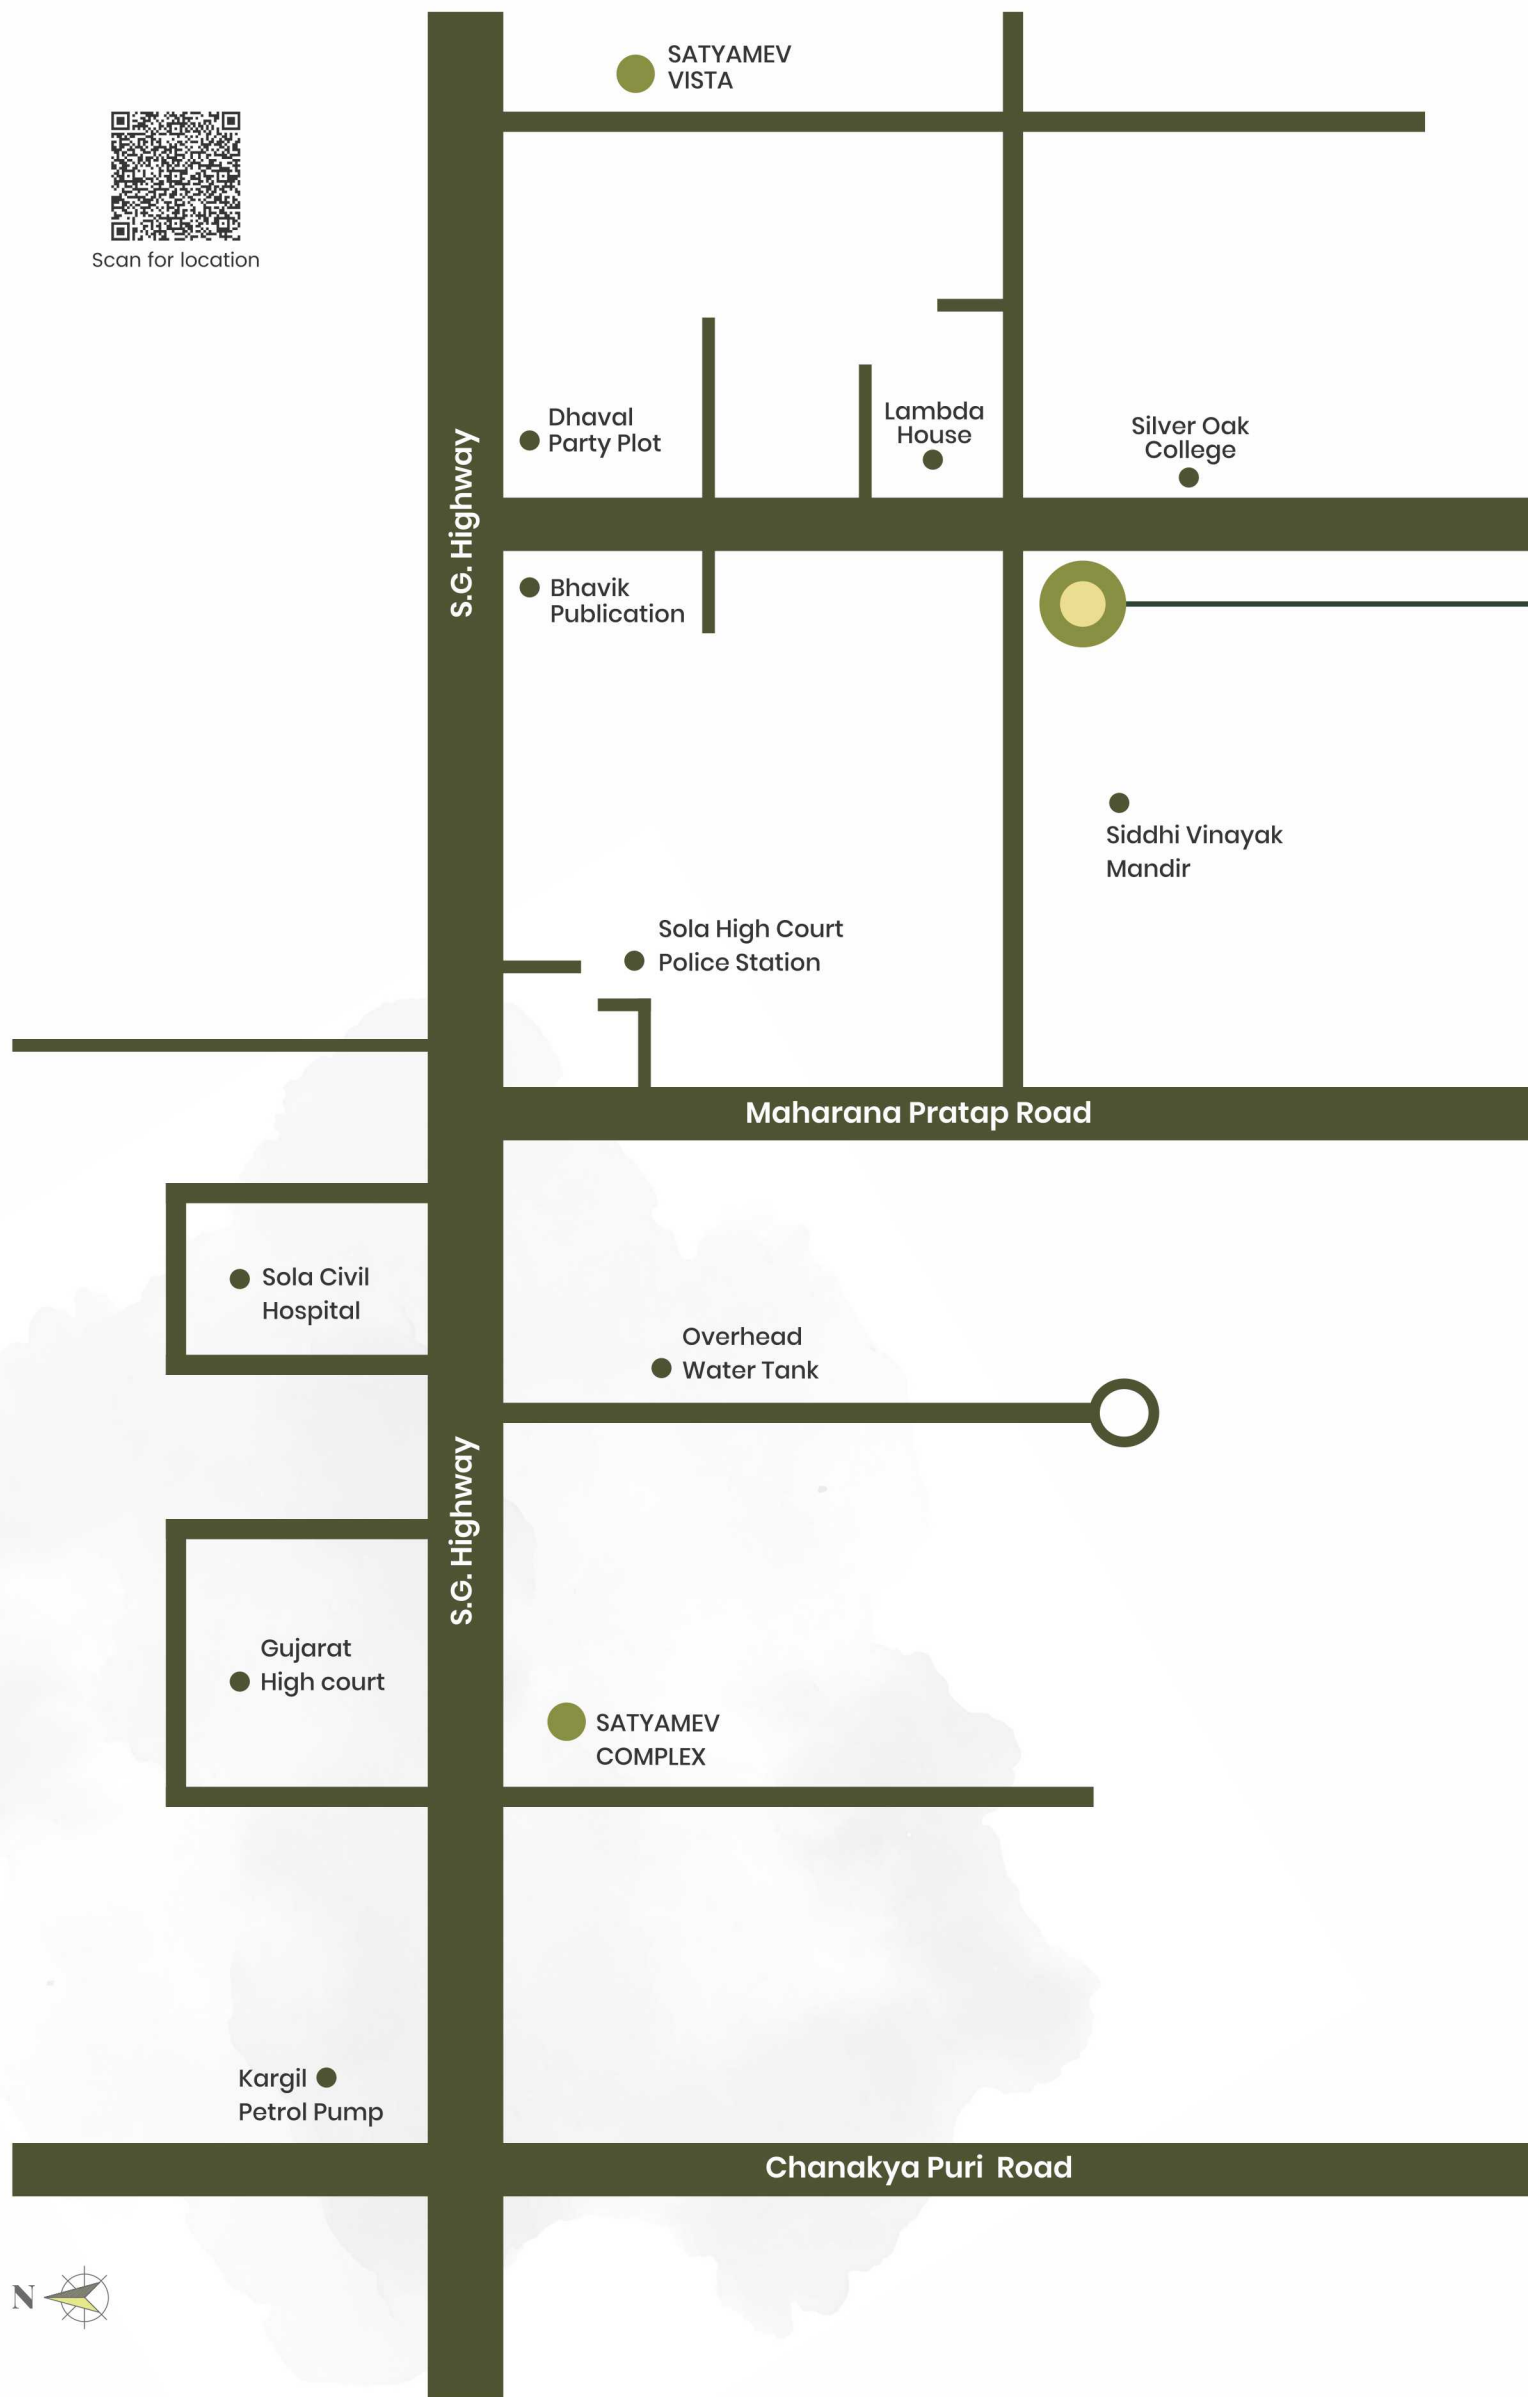 SATYAMEV
VISTA
Scan for location
Dhaval
Party Plot
Lambda
House
Silver Oak
College
S.G. Highway
Bhavik
Publication
Siddhi Vinayak
Mandir
Sola High Court
Police Station
Maharana Pratap Road
Sola Civil
Hospital
Overhead
Water Tank
S.G. Highway
Gujarat
High court
SATYAMEV
COMPLEX
Kargil
Petrol Pump
Chanakya Puri Road
N